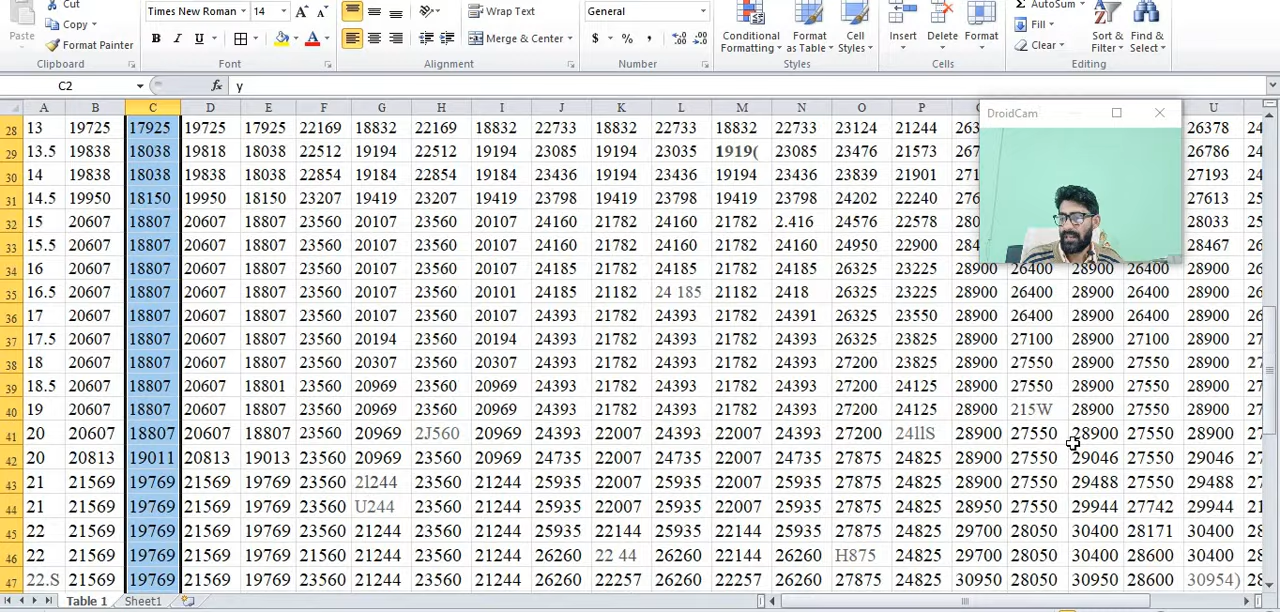 Paste
Copy
Format Painter
Clipboard
Times New Roman 14 A A
B I U A
Font
Wrap Text
Merge & Center
Alignment
General
$ % ,
Number
Conditional Formatting
Format as Table
Cell Styles
Styles
Insert Delete Format
Cells
AutoSum
Fill
Clear
Sort & Filter
Find & Select
Editing
C2 fx y
A B C D E F G H I J K L M N O P U
DroidCam
28 13 19725 17925 19725 17925 22169 18832 22169 18832 22733 18832 22733 18832 22733 23124 21244 26378
29 13.5 19838 18038 19818 18038 22512 19194 22512 19194 23085 19194 23035 1919( 23085 23476 21573 26786
30 14 19838 18038 19838 18038 22854 19184 22854 19184 23436 19194 23436 19194 23436 23839 21901 27193
31 14.5 19950 18150 19950 18150 23207 19419 23207 19419 23798 19419 23798 19419 23798 24202 22240 27613
32 15 20607 18807 20607 18807 23560 20107 23560 20107 24160 21782 24160 21782 2.416 24576 22578 28033
33 15.5 20607 18807 20607 18807 23560 20107 23560 20107 24160 21782 24160 21782 24160 24950 22900 28467
34 16 20607 18807 20607 18807 23560 20107 23560 20107 24185 21782 24185 21782 24185 26325 23225 28900 26400 28900 26400 28900
35 16.5 20607 18807 20607 18807 23560 20107 23560 20101 24185 21182 24 185 21182 2418 26325 23225 28900 26400 28900 26400 28900
36 17 20607 18807 20607 18807 23560 20107 23560 20107 24393 21782 24393 21782 24391 26325 23550 28900 26400 28900 26400 28900
37 17.5 20607 18807 20607 18807 23560 20194 23560 20194 24393 21782 24393 21782 24393 26325 23825 28900 27100 28900 27100 28900
38 18 20607 18807 20607 18807 23560 20307 23560 20307 24393 21782 24393 21782 24393 27200 23825 28900 27550 28900 27550 28900
39 18.5 20607 18807 20607 18801 23560 20969 23560 20969 24393 21782 24393 21782 24393 27200 24125 28900 27550 28900 27550 28900
40 19 20607 18807 20607 18807 23560 20969 23560 20969 24393 21782 24393 21782 24393 27200 24125 28900 215W 28900 27550 28900
41 20 20607 18807 20607 18807 23560 20969 2J560 20969 24393 22007 24393 22007 24393 27200 24llS 28900 27550 28900 27550 28900
42 20 20813 19011 20813 19013 23560 20969 23560 20969 24735 22007 24735 22007 24735 27875 24825 28900 27550 29046 27550 29046
43 21 21569 19769 21569 19769 23560 2l244 23560 21244 25935 22007 25935 22007 25935 27875 24825 28900 27550 29488 27550 29488
44 21 21569 19769 21569 19769 23560 U244 23560 21244 25935 22007 25935 22007 25935 27875 24825 28950 27550 29944 27742 29944
45 22 21569 19769 21569 19769 23560 21244 23560 21244 25935 22144 25935 22144 25935 27875 24825 29700 28050 30400 28171 30400
46 22 21569 19769 21569 19769 21560 21244 23560 21244 26260 22 44 26260 22144 26260 H875 24825 29700 28050 30400 28600 30400
47 22.S 21569 19769 21569 19769 23560 21244 23560 21244 26260 22257 26260 22257 26260 27875 24825 30950 28050 30950 28600 30954)
Table 1 Sheet1